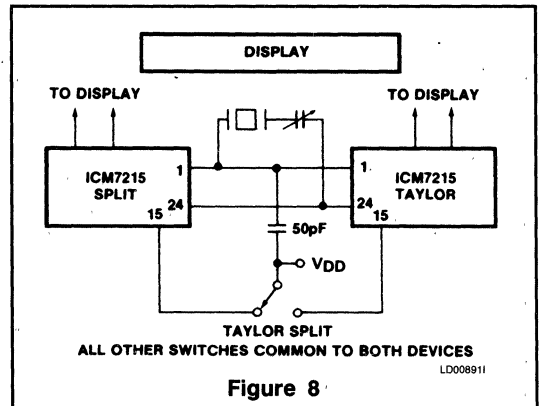 DISPLAY
TO DISPLAY
TO DISPLAY
ICM7215
SPLIT
1
24
15
1
24
15
ICM7215
TAYLOR
50pF
VDD
TAYLOR SPLIT
ALL OTHER SWITCHES COMMON TO BOTH DEVICES
LD00891I
Figure 8